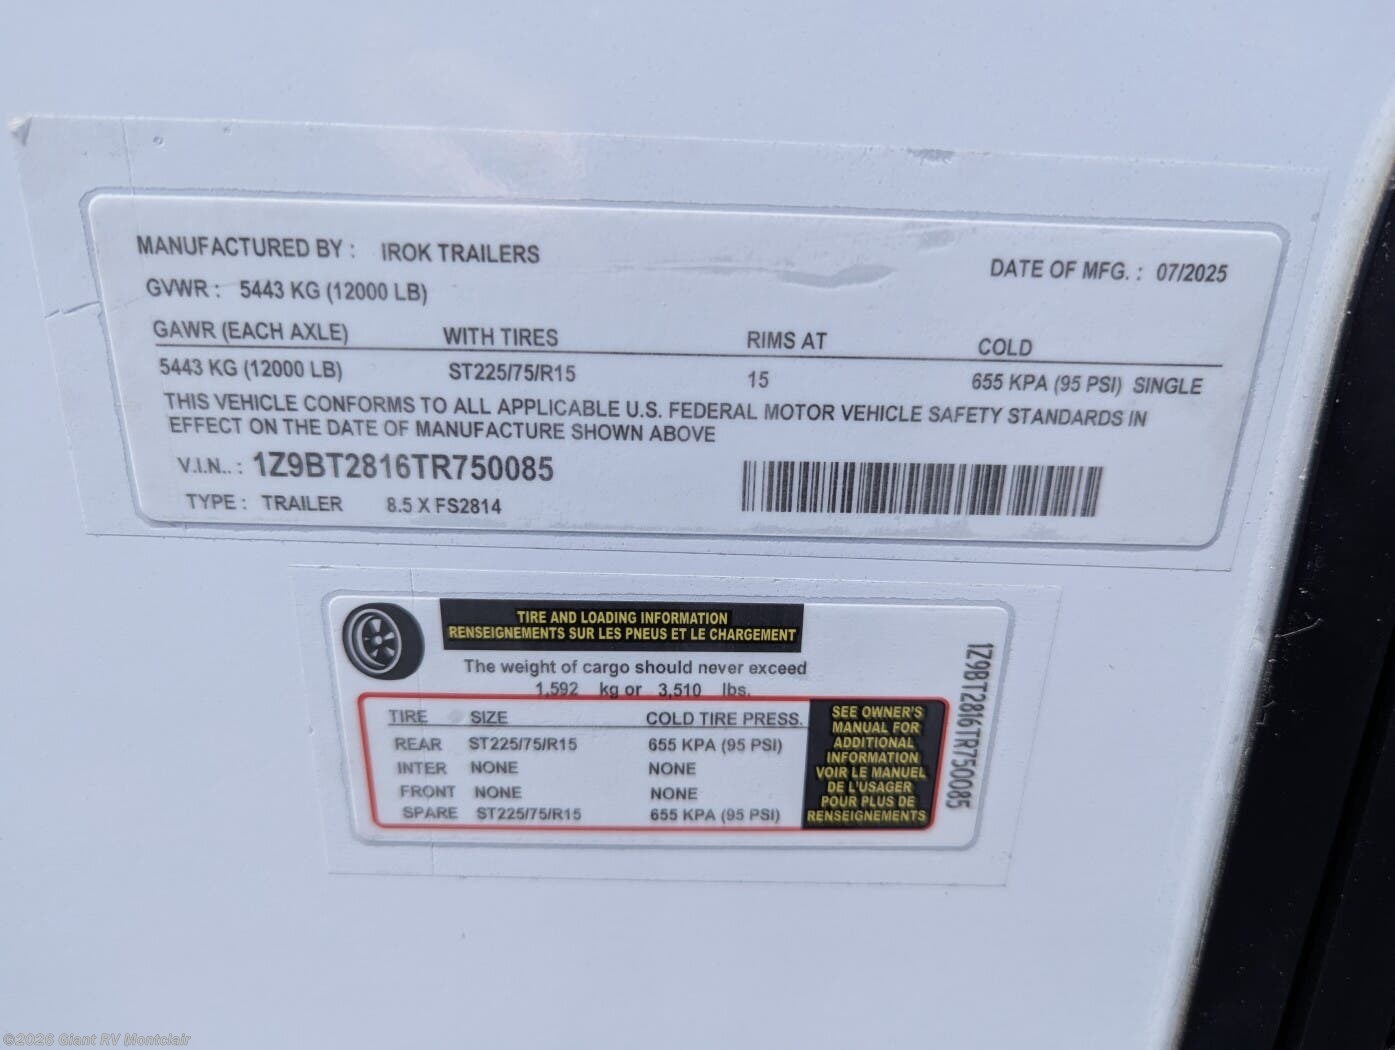 MANUFACTURED BY : IROK TRAILERS DATE OF MFG. : 07/2025
GVWR : 5443 KG (12000 LB)
GAWR (EACH AXLE) WITH TIRES RIMS AT COLD
5443 KG (12000 LB) ST225/75/R15 15 655 KPA (95 PSI) SINGLE
THIS VEHICLE CONFORMS TO ALL APPLICABLE U.S. FEDERAL MOTOR VEHICLE SAFETY STANDARDS IN
EFFECT ON THE DATE OF MANUFACTURE SHOWN ABOVE
V.I.N.. : 1Z9BT2816TR750085
TYPE : TRAILER 8.5 X FS2814
TIRE AND LOADING INFORMATION
RENSEIGNEMENTS SUR LES PNEUS ET LE CHARGEMENT
The weight of cargo should never exceed
1,592 kg or 3,510 lbs.
TIRE SIZE COLD TIRE PRESS.
REAR ST225/75/R15 655 KPA (95 PSI)
INTER NONE NONE
FRONT NONE NONE
SPARE ST225/75/R15 655 KPA (95 PSI)
SEE OWNER'S
MANUAL FOR
ADDITIONAL
INFORMATION
VOIR LE MANUEL
DE L'USAGER
POUR PLUS DE
RENSEIGNEMENTS
1Z9BT2816TR750085
©2026 Giant RV Montclair